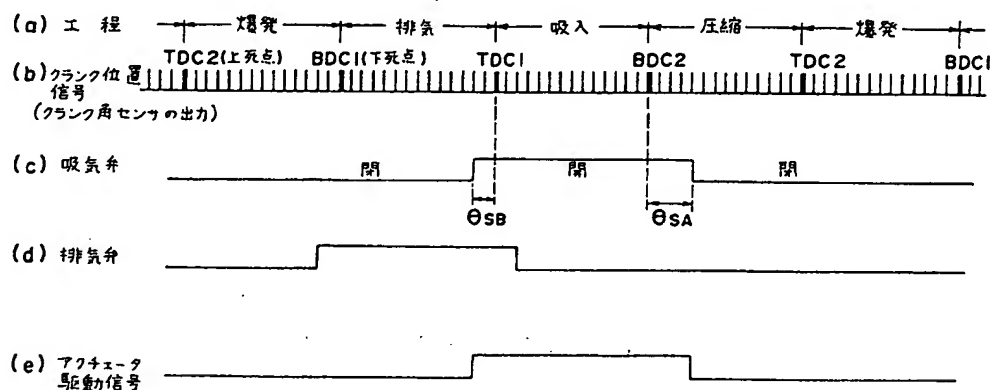 (a) 工程 爆発 排気 吸入 圧縮 爆発
TDC2(上死点) BDC1(下死点) TDC1 BDC2 TDC2 BDC1
(b) クランク位置
信号
(クランク角センサの出力)
(c) 吸気弁 閉 開 閉
θSB θSA
(d) 排気弁
(e) アクチェータ
駆動信号